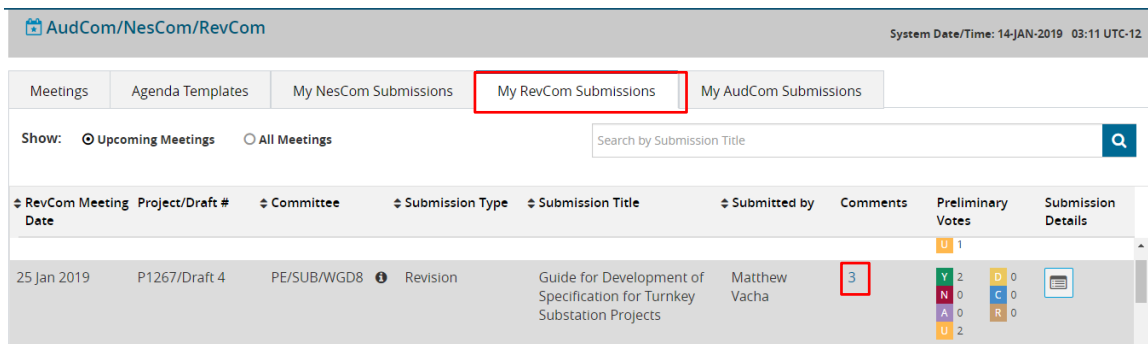 AudCom/NesCom/RevCom
System Date/Time: 14-JAN-2019 03:11 UTC-12
Meetings Agenda Templates My NesCom Submissions My RevCom Submissions My AudCom Submissions
Show: Upcoming Meetings All Meetings Search by Submission Title
RevCom Meeting Date Project/Draft # Committee Submission Type Submission Title Submitted by Comments Preliminary Votes Submission Details
U 1
25 Jan 2019 P1267/Draft 4 PE/SUB/WGD8 Revision Guide for Development of Specification for Turnkey Substation Projects Matthew Vacha 3
Y 2 D 0
N 0 C 0
A 0 R 0
U 2